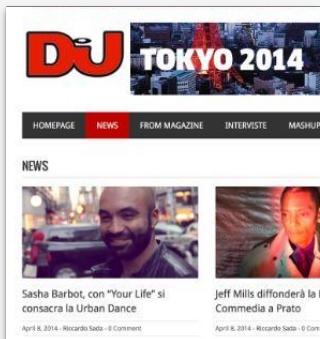 DJ
TOKYO 2014
HOMEPAGE NEWS FROM MAGAZINE INTERVISTE MASHUP
NEWS
Sasha Barbot, con "Your Life" si
consacra la Urban Dance
April 8, 2014 - Riccardo Sada - 0 Comment
Jeff Mills diffonderà la
Commedia a Prato
April 8, 2014 - Riccardo Sada - 0 Com